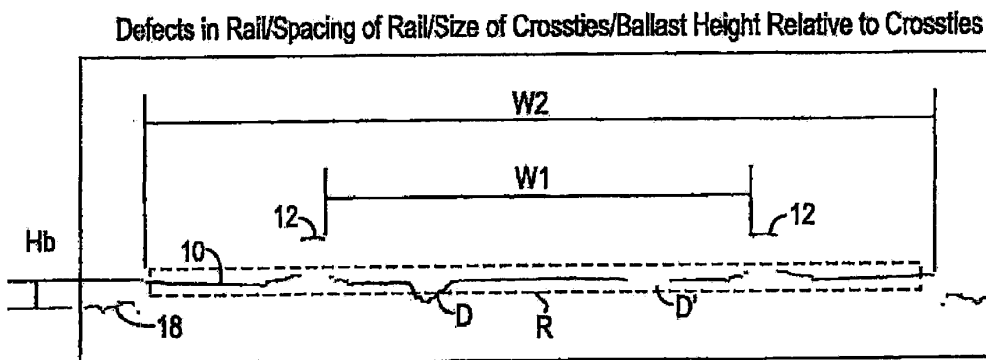 Defects in Rail/Spacing of Rail/Size of Crossties/Ballast Height Relative to Crossties
W2
W1
12
12
Hb
10
18
D
R
D'